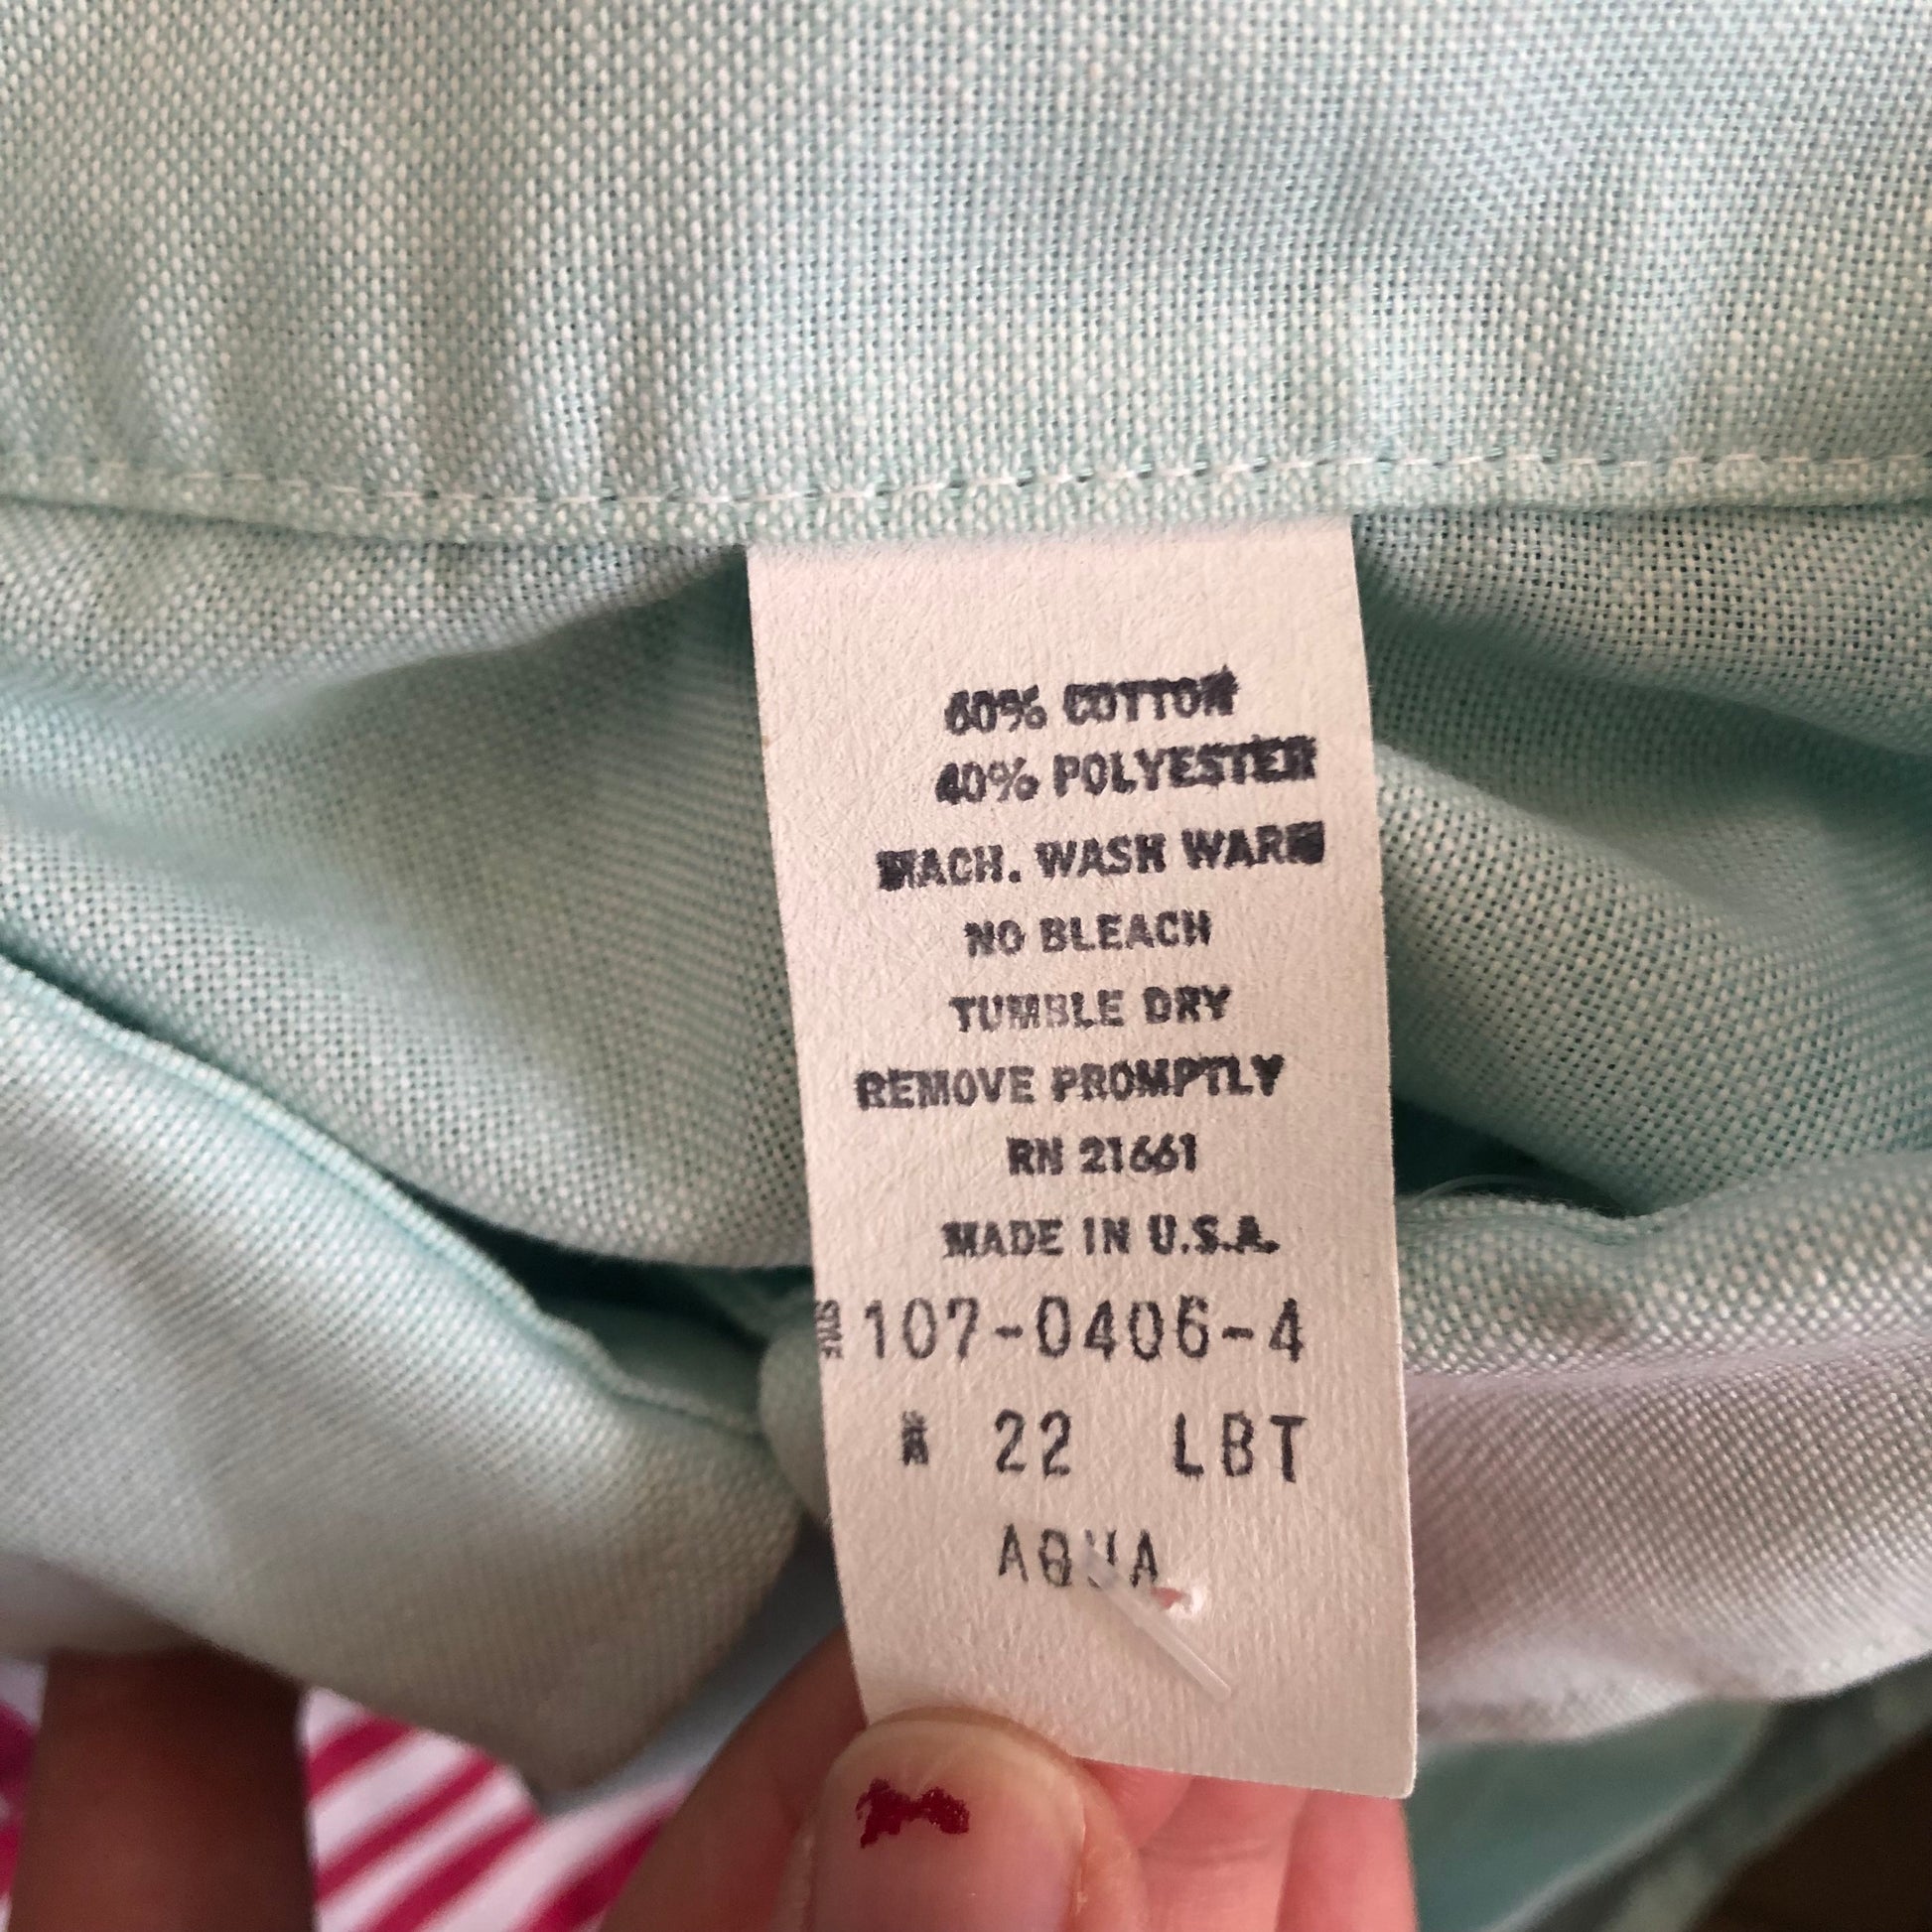 60% COTTON
40% POLYESTER
MACH. WASH WARM
NO BLEACH
TUMBLE DRY
REMOVE PROMPTLY
RN 21661
MADE IN U.S.A.
107-0406-4
22 LBT
AQUA